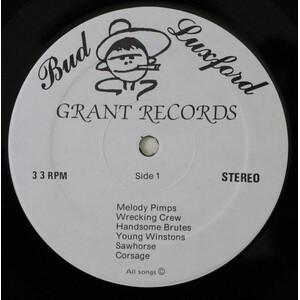 Bud Luxford
GRANT RECORDS
33 RPM Side 1 STEREO
Melody Pimps
Wrecking Crew
Handsome Brutes
Young Winstons
Sawhorse
Corsage
All songs ©